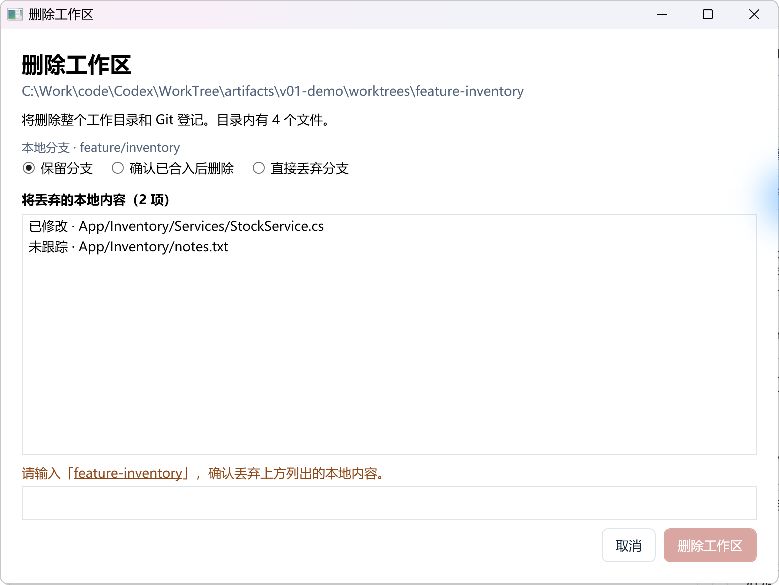 删除工作区
删除工作区
C:\Work\code\Codex\WorkTree\artifacts\v01-demo\worktrees\feature-inventory
将删除整个工作目录和 Git 登记。目录内有 4 个文件。
本地分支 · feature/inventory
保留分支 确认已合入后删除 直接丢弃分支
将丢弃的本地内容（2 项）
已修改 · App/Inventory/Services/StockService.cs
未跟踪 · App/Inventory/notes.txt
请输入「feature-inventory」，确认丢弃上方列出的本地内容。
取消 删除工作区